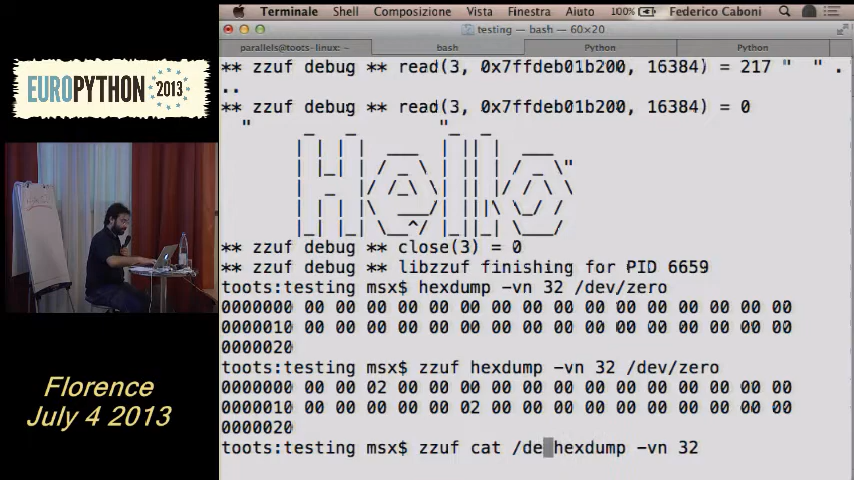 Terminale Shell Composizione Vista Finestra Aiuto 100% Federico Caboni
testing — bash — 60×20
parallels@toots-linux: ~ bash Python Python
EUROPYTHON 2013
** zzuf debug ** read(3, 0x7ffdeb01b200, 16384) = 217 "  " .
..
** zzuf debug ** read(3, 0x7ffdeb01b200, 16384) = 0
Hello
** zzuf debug ** close(3) = 0
** zzuf debug ** libzzuf finishing for PID 6659
toots:testing msx$ hexdump -vn 32 /dev/zero
0000000 00 00 00 00 00 00 00 00 00 00 00 00 00 00 00 00
0000010 00 00 00 00 00 00 00 00 00 00 00 00 00 00 00 00
0000020
toots:testing msx$ zzuf hexdump -vn 32 /dev/zero
0000000 00 00 02 00 00 00 00 00 00 00 00 00 00 00 00 00
0000010 00 00 00 00 00 02 00 00 00 00 00 00 00 00 00 00
0000020
toots:testing msx$ zzuf cat /de hexdump -vn 32
Florence
July 4 2013